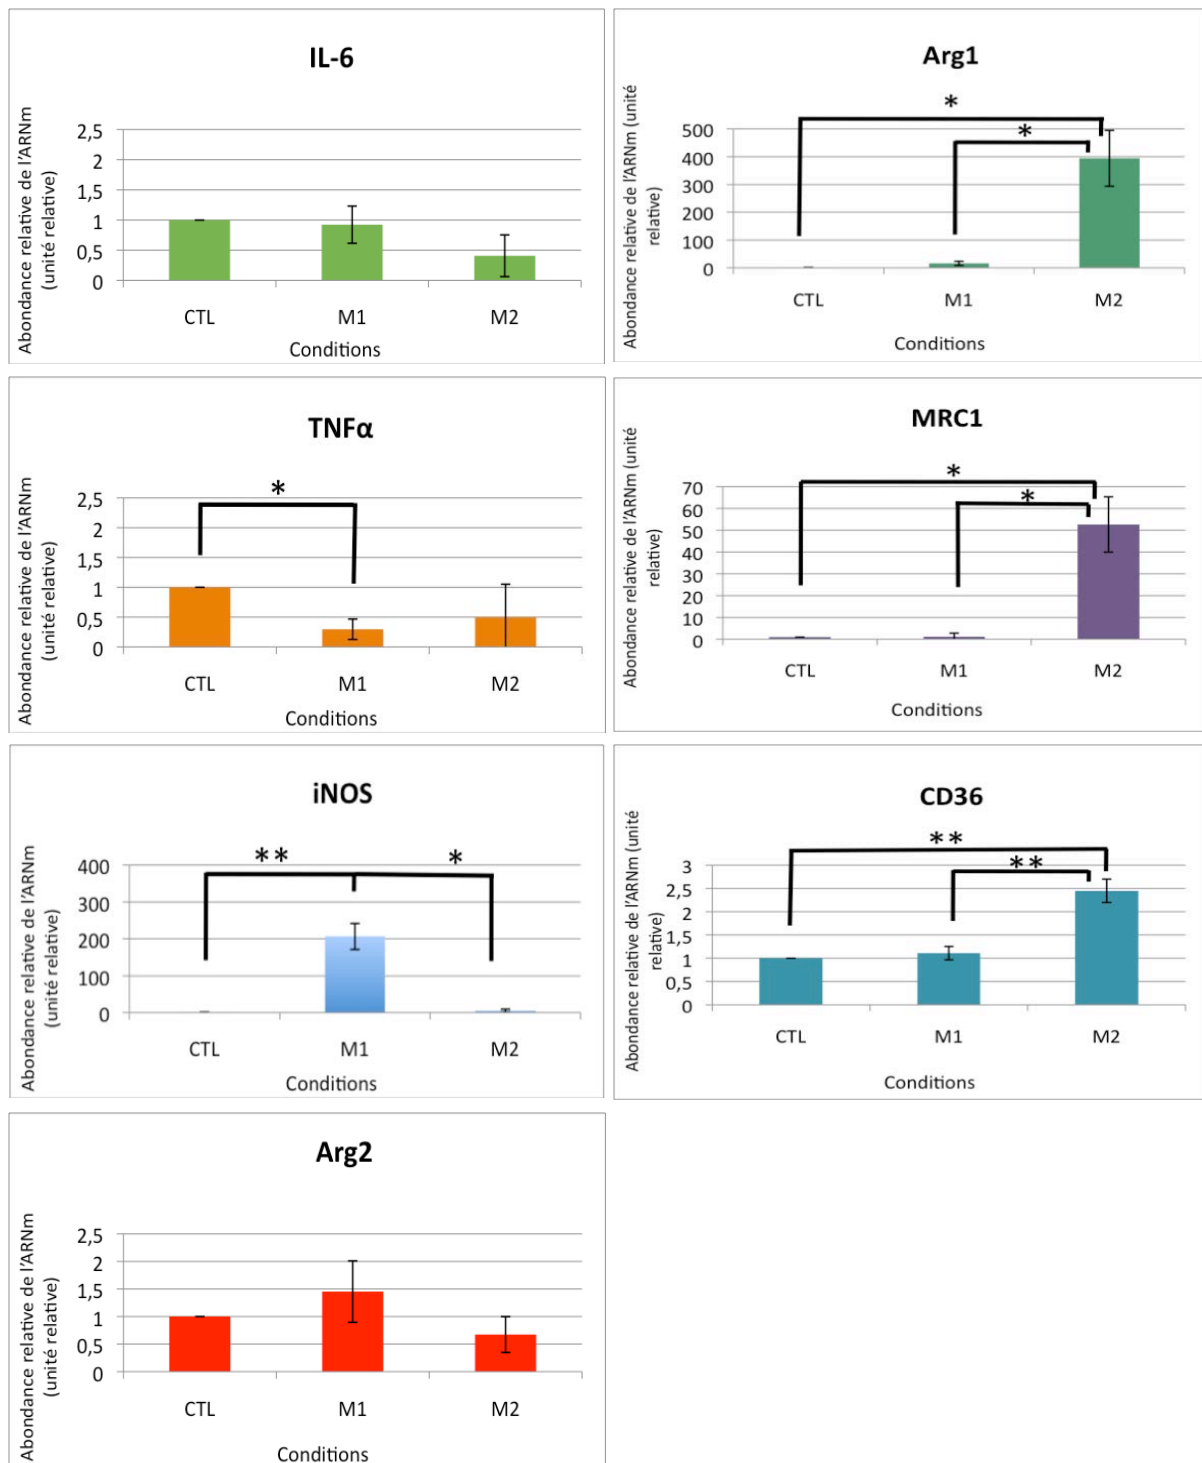 IL-6
Abondance relative de l'ARNm
(unité relative)
2,5
2
1,5
1
0,5
0
CTL M1 M2
Conditions
Arg1
*
*
Abondance relative de l'ARNm (unité
relative)
500
400
300
200
100
0
CTL M1 M2
Conditions
TNFα
*
Abondance relative de l'ARNm
(unité relative)
2,5
2
1,5
1
0,5
0
CTL M1 M2
Conditions
MRC1
*
*
Abondance relative de l'ARNm (unité
relative)
70
60
50
40
30
20
10
0
CTL M1 M2
Conditions
iNOS
** *
Abondance relative de l'ARNm
(unité relative)
400
300
200
100
0
CTL M1 M2
Conditions
CD36
**
**
Abondance relative de l'ARNm (unité
relative)
3
2,5
2
1,5
1
0,5
0
CTL M1 M2
Conditions
Arg2
Abondance relative de l'ARNm
(unité relative)
2,5
2
1,5
1
0,5
0
CTL M1 M2
Conditions